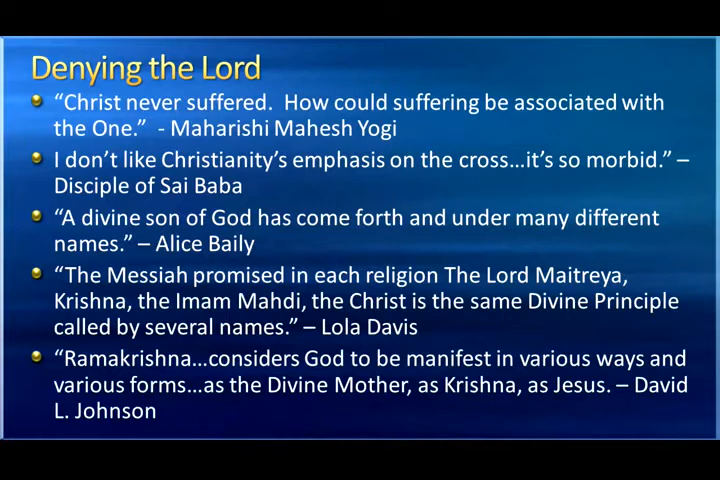 Denying the Lord
“Christ never suffered.  How could suffering be associated with
the One.”  - Maharishi Mahesh Yogi
I don’t like Christianity’s emphasis on the cross…it’s so morbid.” –
Disciple of Sai Baba
“A divine son of God has come forth and under many different
names.” – Alice Baily
“The Messiah promised in each religion The Lord Maitreya,
Krishna, the Imam Mahdi, the Christ is the same Divine Principle
called by several names.” – Lola Davis
“Ramakrishna…considers God to be manifest in various ways and
various forms…as the Divine Mother, as Krishna, as Jesus. – David
L. Johnson